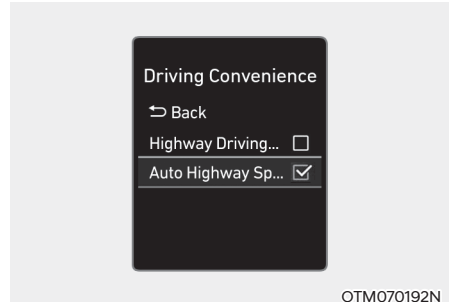 Driving Convenience
Back
Highway Driving...
Auto Highway Sp...
OTM070192N